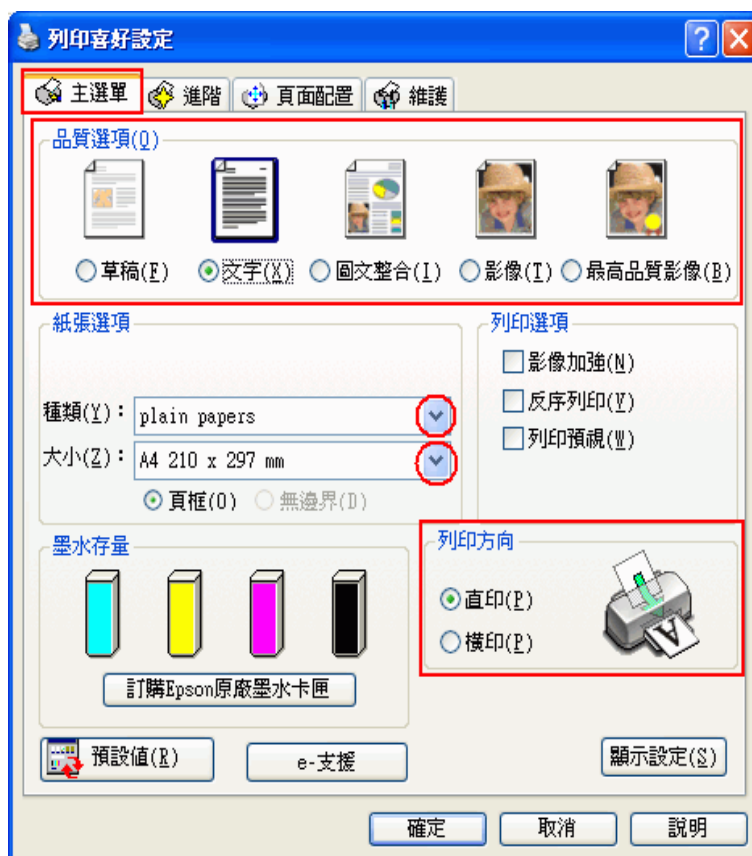 列印喜好設定
主選單 進階 頁面配置 維護
品質選項(Q)
草稿(F) 文字(X) 圖文整合(I) 影像(T) 最高品質影像(B)
紙張選項
種類(Y)： plain papers
大小(Z)： A4 210 x 297 mm
頁框(O) 無邊界(D)
列印選項
影像加強(N)
反序列印(V)
列印預視(W)
墨水存量
訂購Epson原廠墨水卡匣
列印方向
直印(P)
橫印(P)
預設值(R) e-支援 顯示設定(S)
確定 取消 說明